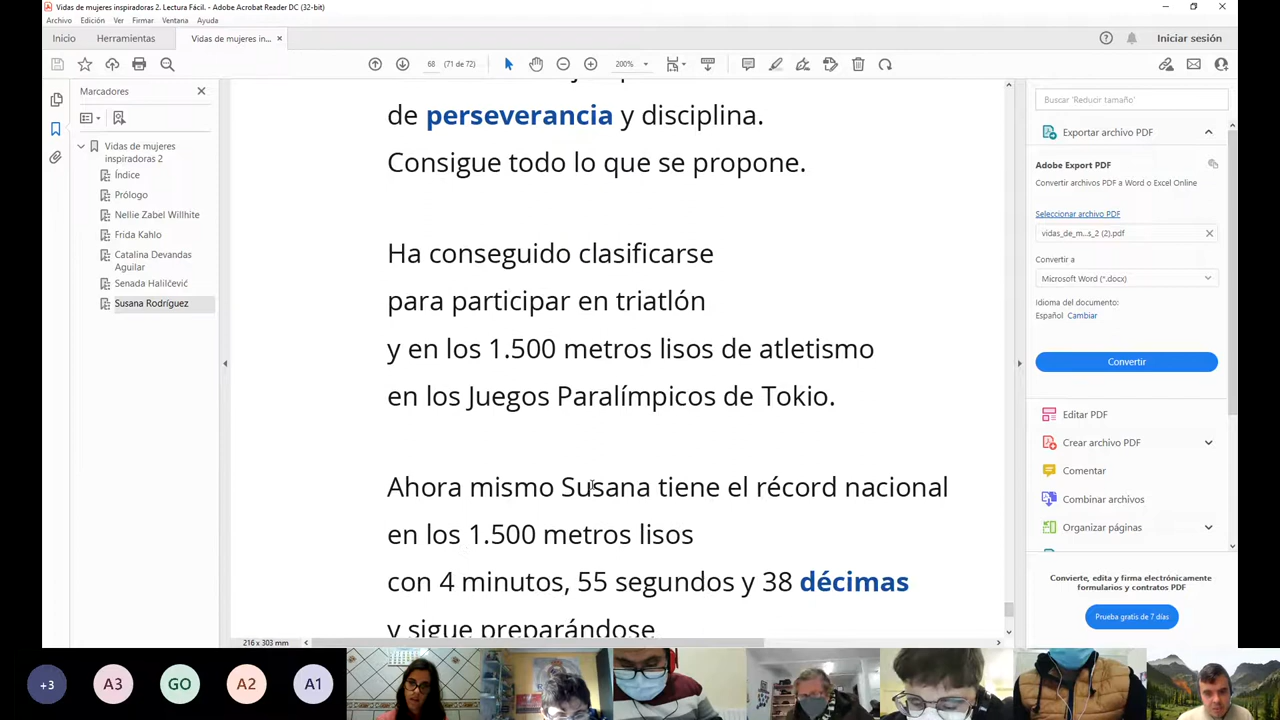 Vidas de mujeres inspiradoras 2. Lectura Fácil. - Adobe Acrobat Reader DC (32-bit)
Archivo Edición Ver Firmar Ventana Ayuda
Inicio Herramientas Vidas de mujeres in... × Iniciar sesión
68 (71 de 72) 200%
Marcadores
Vidas de mujeres
inspiradoras 2
Índice
Prólogo
Nellie Zabel Willhite
Frida Kahlo
Catalina Devandas
Aguilar
Senada Halilčević
Susana Rodríguez
de perseverancia y disciplina.
Consigue todo lo que se propone.
Ha conseguido clasificarse
para participar en triatlón
y en los 1.500 metros lisos de atletismo
en los Juegos Paralímpicos de Tokio.
Ahora mismo Susana tiene el récord nacional
en los 1.500 metros lisos
con 4 minutos, 55 segundos y 38 décimas
y sigue preparándose
216 x 303 mm
Buscar 'Reducir tamaño'
Exportar archivo PDF
Adobe Export PDF
Convertir archivos PDF a Word o Excel Online
Seleccionar archivo PDF
vidas_de_m...s_2 (2).pdf
Convertir a
Microsoft Word (*.docx)
Idioma del documento:
Español Cambiar
Convertir
Editar PDF
Crear archivo PDF
Comentar
Combinar archivos
Organizar páginas
Convierte, edita y firma electrónicamente
formularios y contratos PDF
Prueba gratis de 7 días
+3 A3 GO A2 A1